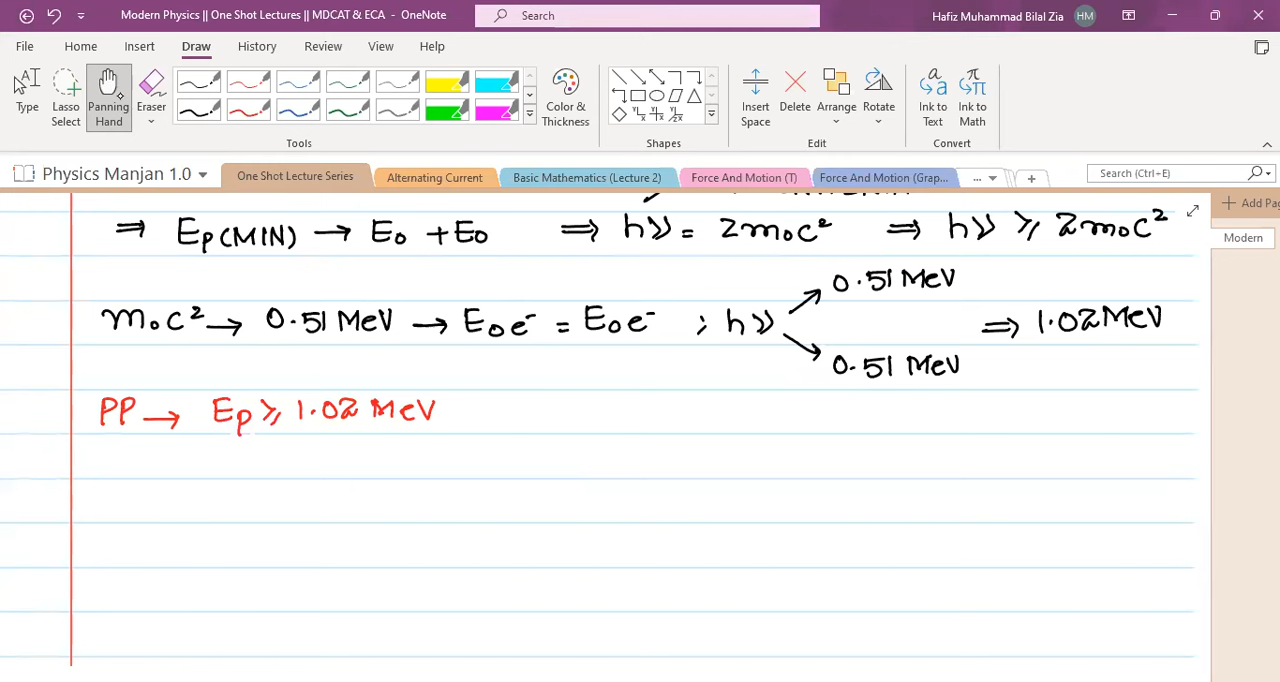 Modern Physics || One Shot Lectures || MDCAT & ECA - OneNote
Search
Hafiz Muhammad Bilal Zia HM
File Home Insert Draw History Review View Help
Type
Lasso Select
Panning Hand
Eraser
Color & Thickness
Insert Space
Delete
Arrange
Rotate
Ink to Text
Ink to Math
Tools
Shapes
Edit
Convert
Physics Manjan 1.0
One Shot Lecture Series
Alternating Current
Basic Mathematics (Lecture 2)
Force And Motion (T)
Force And Motion (Grap...
...
Search (Ctrl+E)
Add Pag
Modern
⇒ Ep(MIN) → E₀ + E₀ ⇒ hν = 2m₀c² ⇒ hν ≥ 2m₀c²
0.51 MeV
m₀c² → 0.51 MeV → E₀e⁻ = E₀e⁻ ; hν ⇒ 1.02 MeV
0.51 MeV
PP → Ep ≥ 1.02 MeV